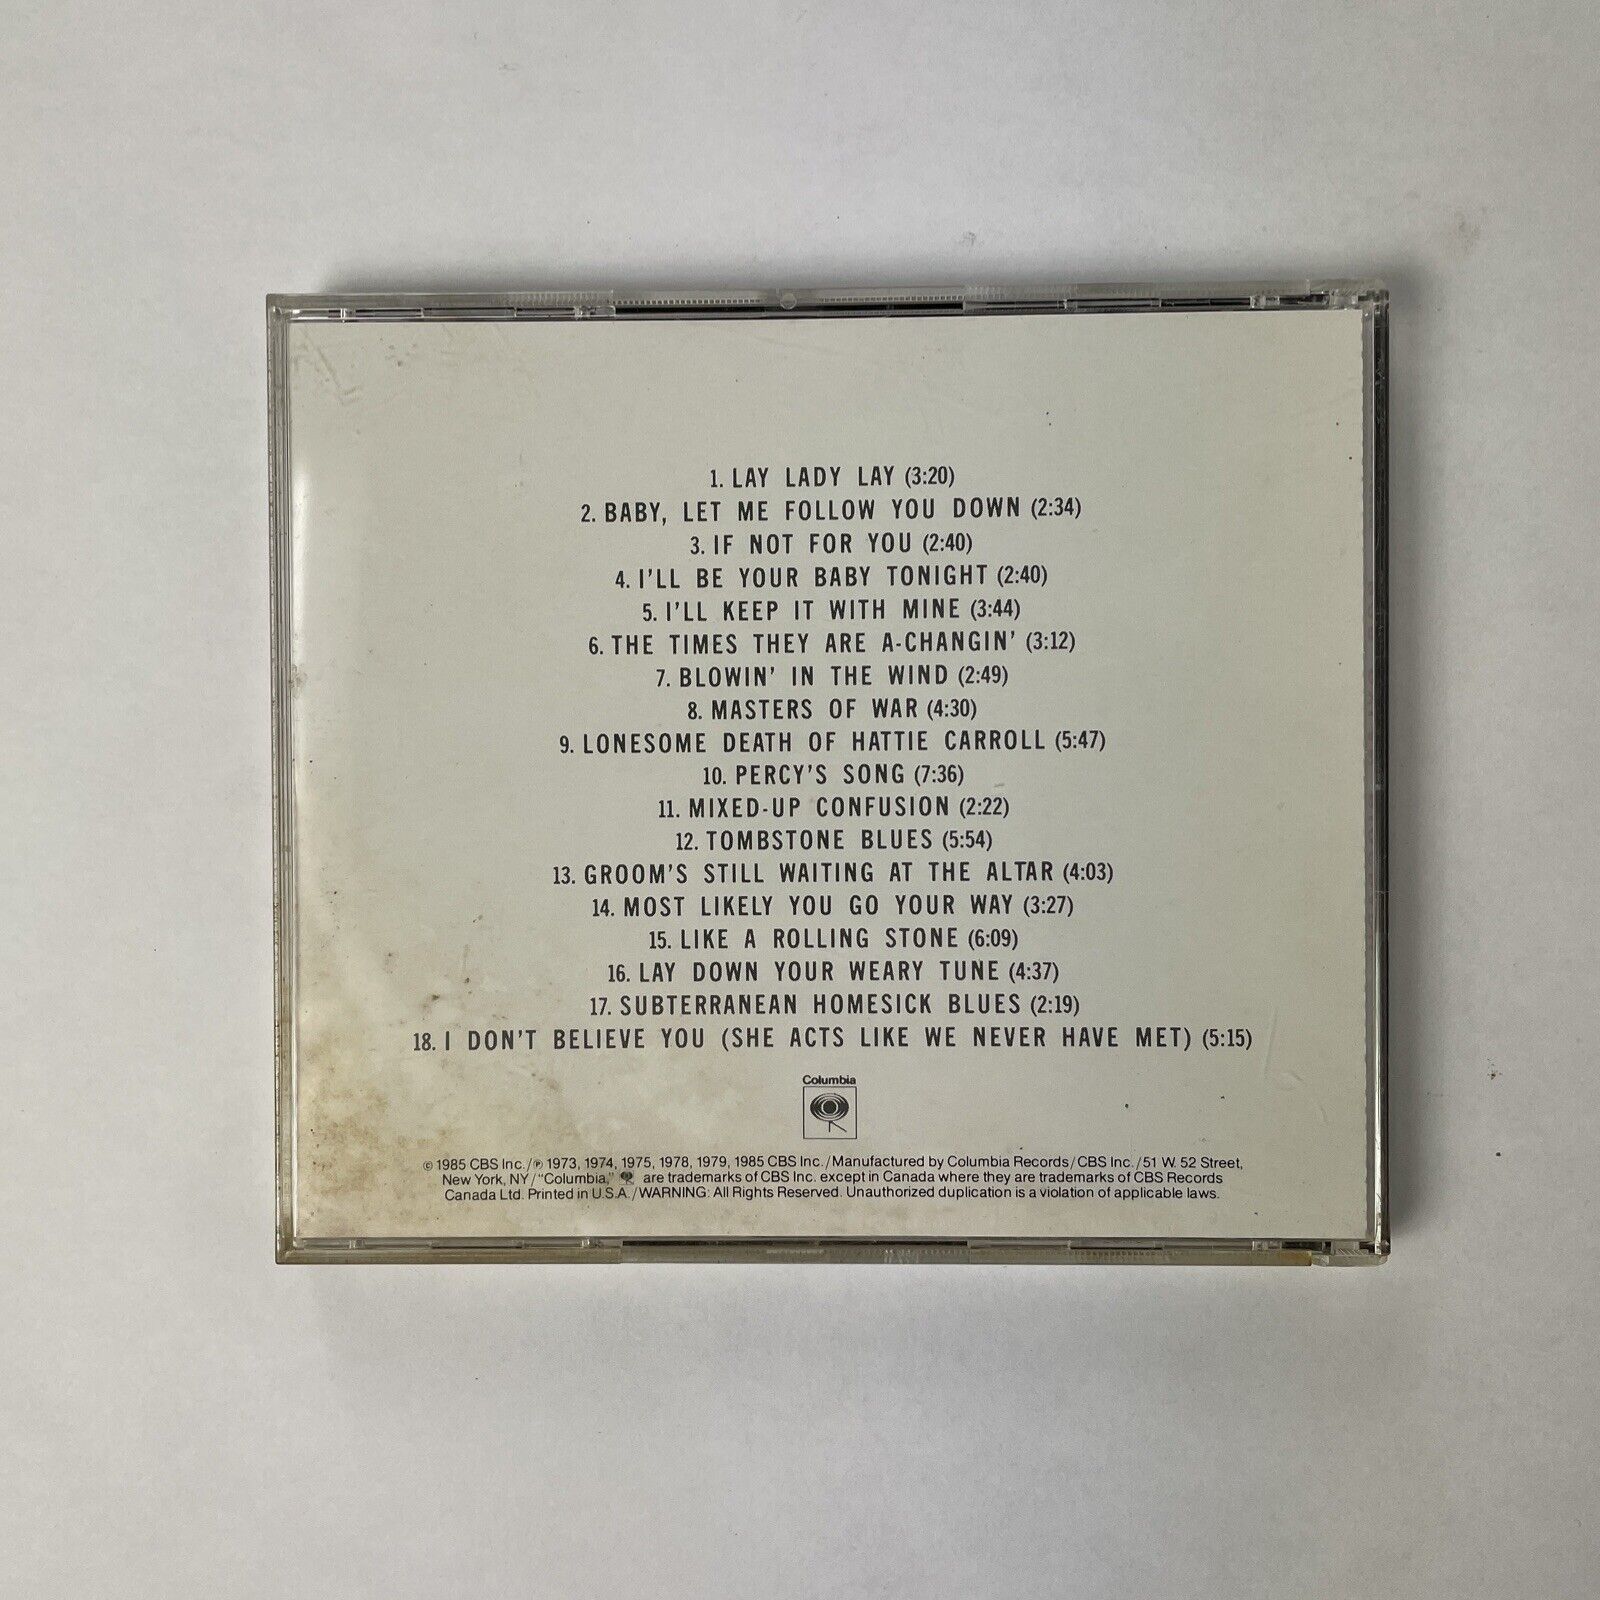 1. LAY LADY LAY (3:20)
2. BABY, LET ME FOLLOW YOU DOWN (2:34)
3. IF NOT FOR YOU (2:40)
4. I'LL BE YOUR BABY TONIGHT (2:40)
5. I'LL KEEP IT WITH MINE (3:44)
6. THE TIMES THEY ARE A-CHANGIN' (3:12)
7. BLOWIN' IN THE WIND (2:49)
8. MASTERS OF WAR (4:30)
9. LONESOME DEATH OF HATTIE CARROLL (5:47)
10. PERCY'S SONG (7:36)
11. MIXED-UP CONFUSION (2:22)
12. TOMBSTONE BLUES (5:54)
13. GROOM'S STILL WAITING AT THE ALTAR (4:03)
14. MOST LIKELY YOU GO YOUR WAY (3:27)
15. LIKE A ROLLING STONE (6:09)
16. LAY DOWN YOUR WEARY TUNE (4:37)
17. SUBTERRANEAN HOMESICK BLUES (2:19)
18. I DON'T BELIEVE YOU (SHE ACTS LIKE WE NEVER HAVE MET) (5:15)
Columbia
© 1985 CBS Inc./℗ 1973, 1974, 1975, 1978, 1979, 1985 CBS Inc./Manufactured by Columbia Records/CBS Inc./51 W. 52 Street,
New York, NY/"Columbia," are trademarks of CBS Inc. except in Canada where they are trademarks of CBS Records
Canada Ltd. Printed in U.S.A./WARNING: All Rights Reserved. Unauthorized duplication is a violation of applicable laws.